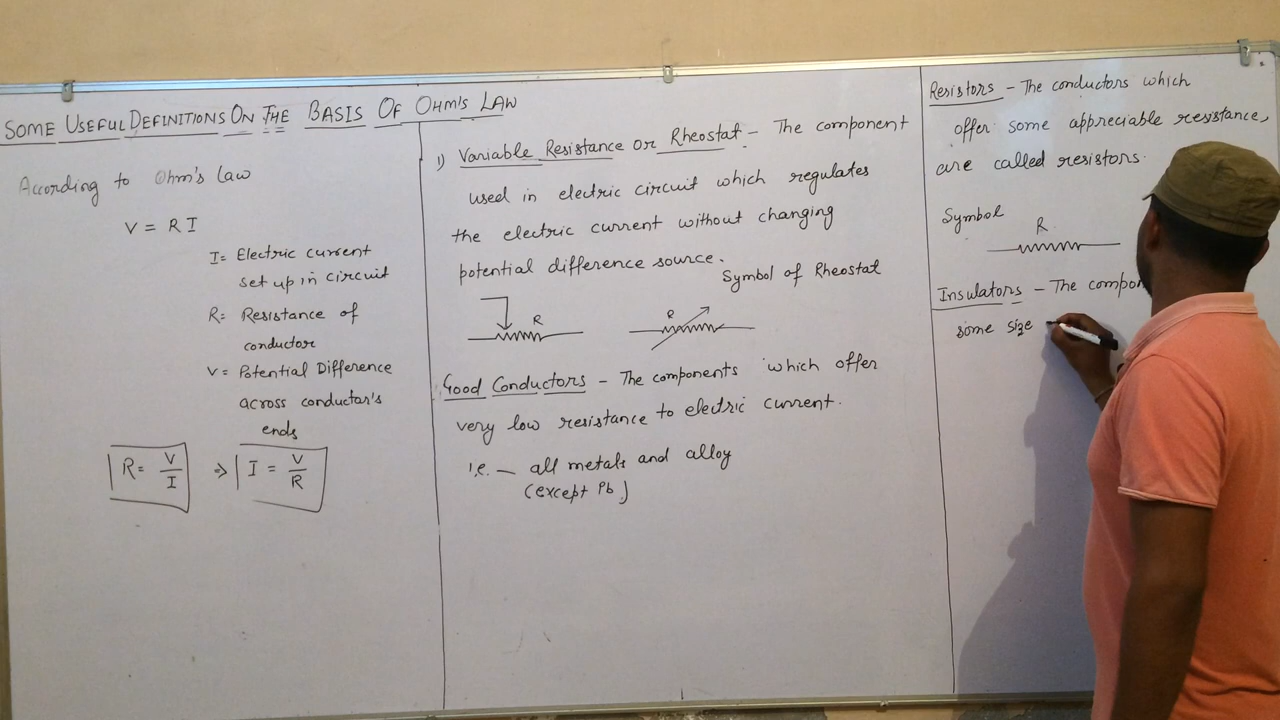 SOME USEFUL DEFINITIONS ON THE BASIS OF OHM'S LAW
According to Ohm's Law
V = R I
I = Electric current
set up in circuit
R = Resistance of
conductor
V = Potential Difference
across conductor's
ends
R = V/I ⇒ I = V/R
1) Variable Resistance or Rheostat - The component
used in electric circuit which regulates
the electric current without changing
potential difference source.
Symbol of Rheostat
R
R
Good Conductors - The components which offer
very low resistance to electric current.
i.e. - all metals and alloy
(except Pb)
Resistors - The conductors which
offer some appreciable resistance,
are called resistors.
Symbol
R
Insulators - The compon
some size